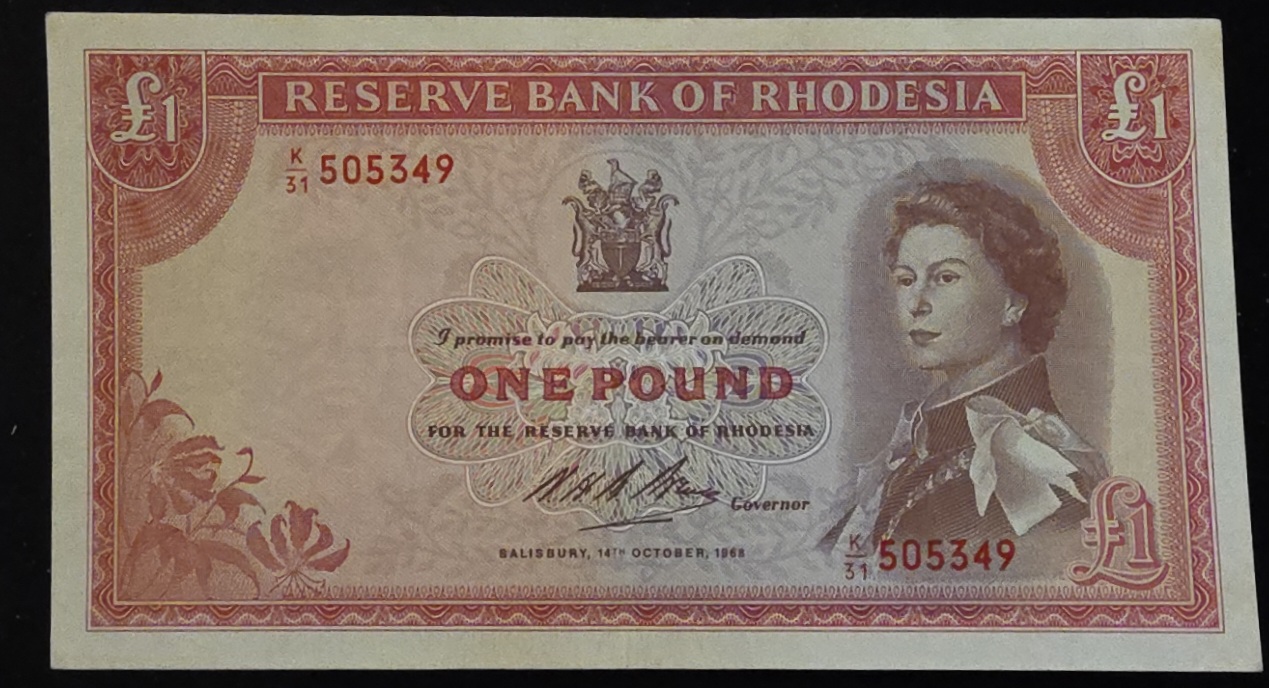 £1 RESERVE BANK OF RHODESIA £1
K/31 505349
I promise to pay the bearer on demand
ONE POUND
FOR THE RESERVE BANK OF RHODESIA
Governor
SALISBURY, 14TH OCTOBER, 1968
K/31 505349
£1